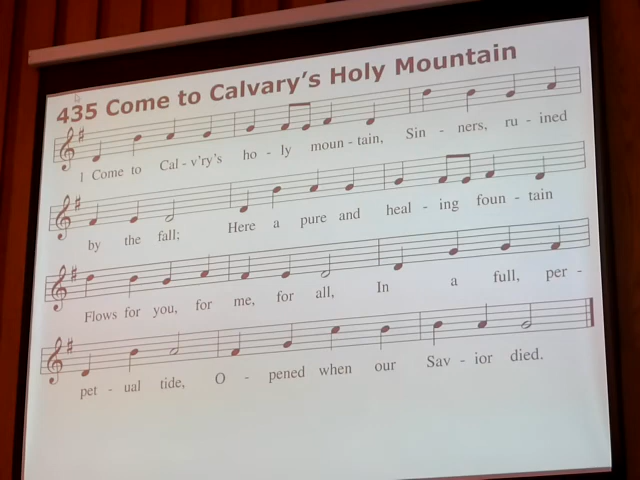 435 Come to Calvary's Holy Mountain
1 Come to Cal - v'ry's ho - ly moun - tain, Sin - ners, ru - ined
by the fall; Here a pure and heal - ing foun - tain
Flows for you, for me, for all, In a full, per -
pet - ual tide, O - pened when our Sav - ior died.